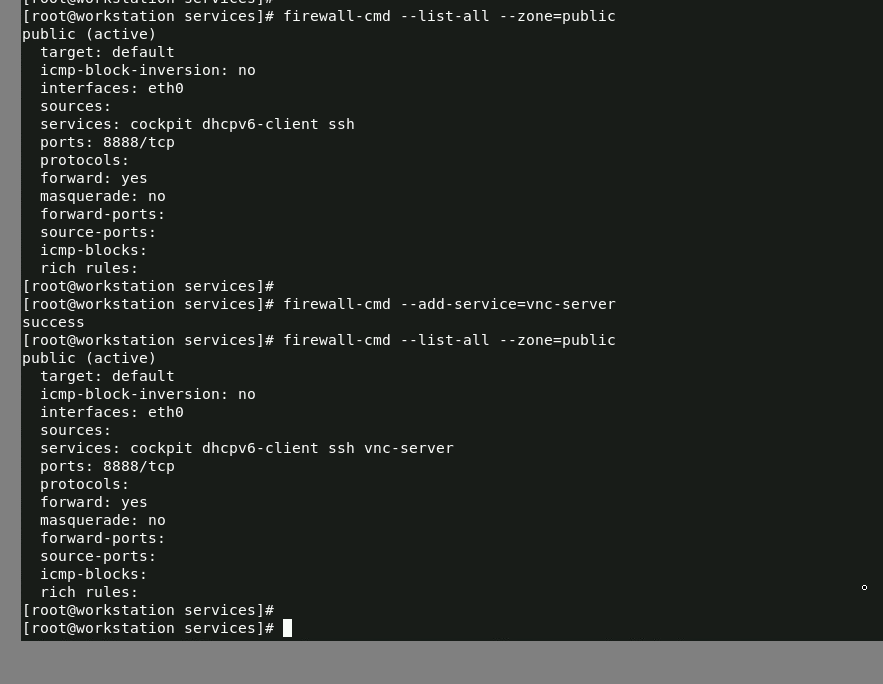 [root@workstation services]#
[root@workstation services]# firewall-cmd --list-all --zone=public
public (active)
  target: default
  icmp-block-inversion: no
  interfaces: eth0
  sources:
  services: cockpit dhcpv6-client ssh
  ports: 8888/tcp
  protocols:
  forward: yes
  masquerade: no
  forward-ports:
  source-ports:
  icmp-blocks:
  rich rules:
[root@workstation services]#
[root@workstation services]# firewall-cmd --add-service=vnc-server
success
[root@workstation services]# firewall-cmd --list-all --zone=public
public (active)
  target: default
  icmp-block-inversion: no
  interfaces: eth0
  sources:
  services: cockpit dhcpv6-client ssh vnc-server
  ports: 8888/tcp
  protocols:
  forward: yes
  masquerade: no
  forward-ports:
  source-ports:
  icmp-blocks:
  rich rules:
[root@workstation services]#
[root@workstation services]#